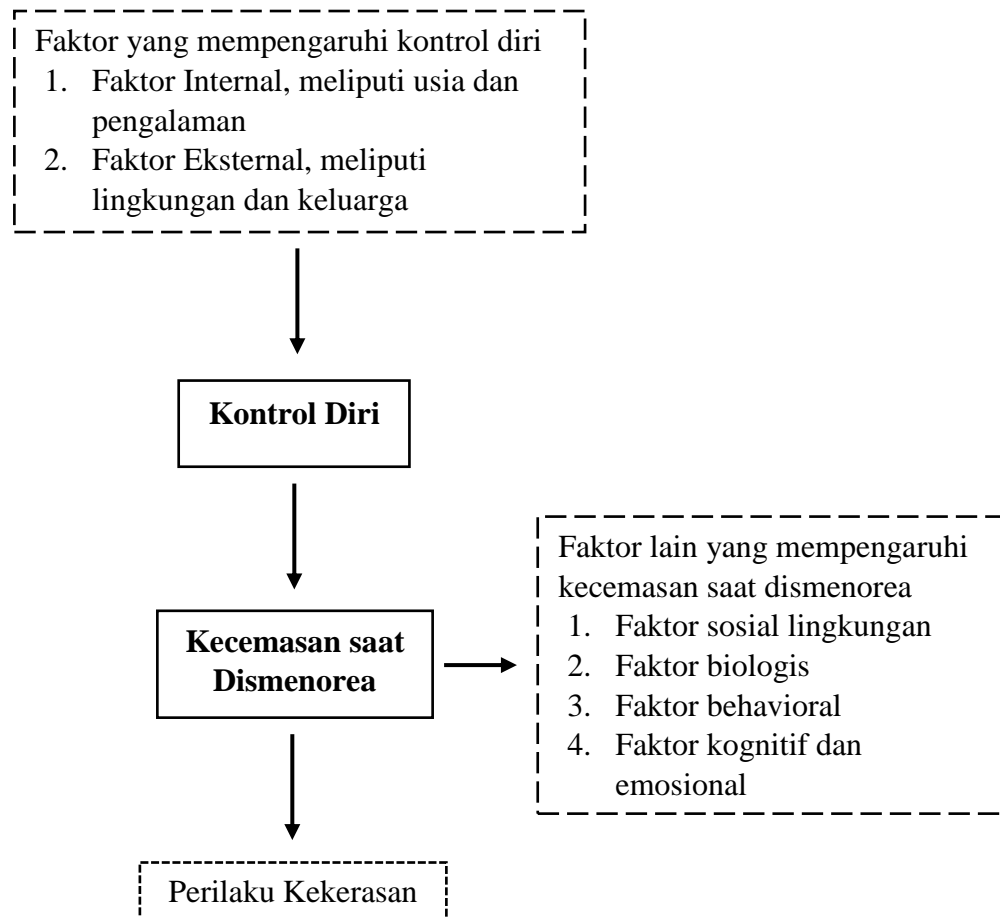 Faktor yang mempengaruhi kontrol diri
1. Faktor Internal, meliputi usia dan
pengalaman
2. Faktor Eksternal, meliputi
lingkungan dan keluarga
Kontrol Diri
Kecemasan saat
Dismenorea
Faktor lain yang mempengaruhi
kecemasan saat dismenorea
1. Faktor sosial lingkungan
2. Faktor biologis
3. Faktor behavioral
4. Faktor kognitif dan
emosional
Perilaku Kekerasan